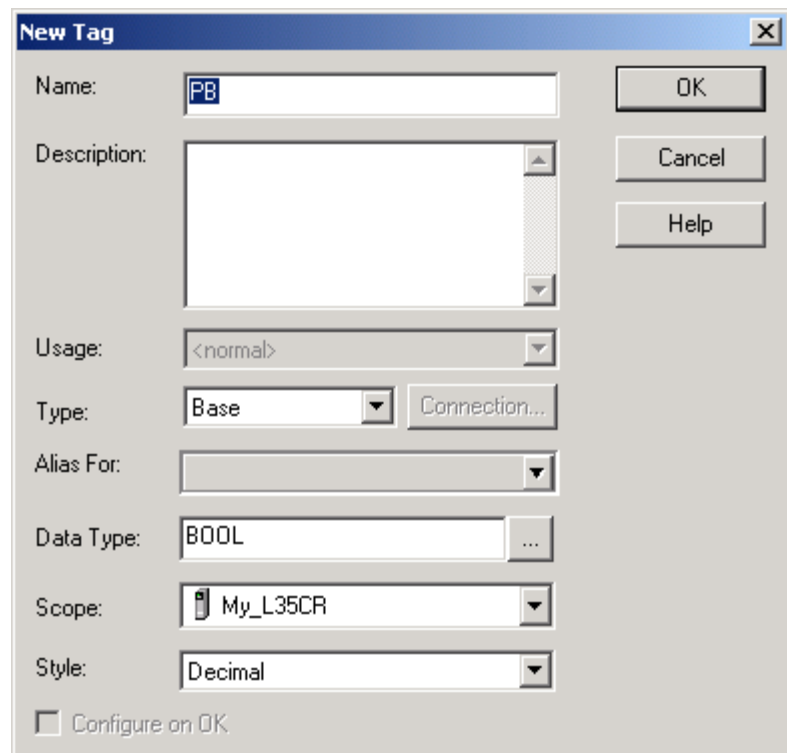 New Tag
Name: PB OK
Description: Cancel
Help
Usage: <normal>
Type: Base Connection...
Alias For:
Data Type: BOOL ...
Scope: My_L35CR
Style: Decimal
Configure on OK